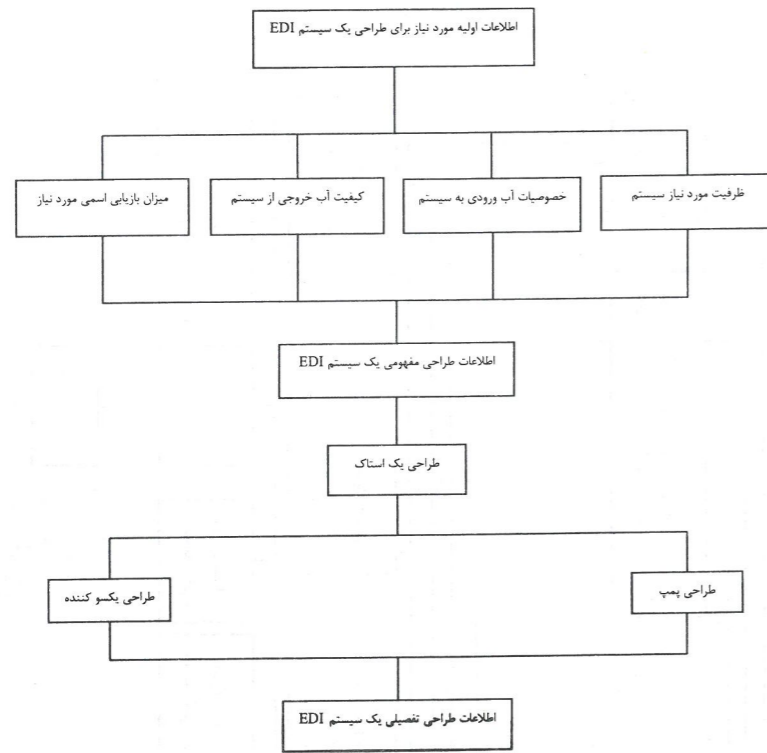 اطلاعات اولیه مورد نیاز برای طراحی یک سیستم EDI
ظرفیت مورد نیاز سیستم
خصوصیات آب ورودی به سیستم
کیفیت آب خروجی از سیستم
میزان بازیابی اسمی مورد نیاز
اطلاعات طراحی مفهومی یک سیستم EDI
طراحی یک استاک
طراحی پمپ
طراحی یکسو کننده
اطلاعات طراحی تفصیلی یک سیستم EDI